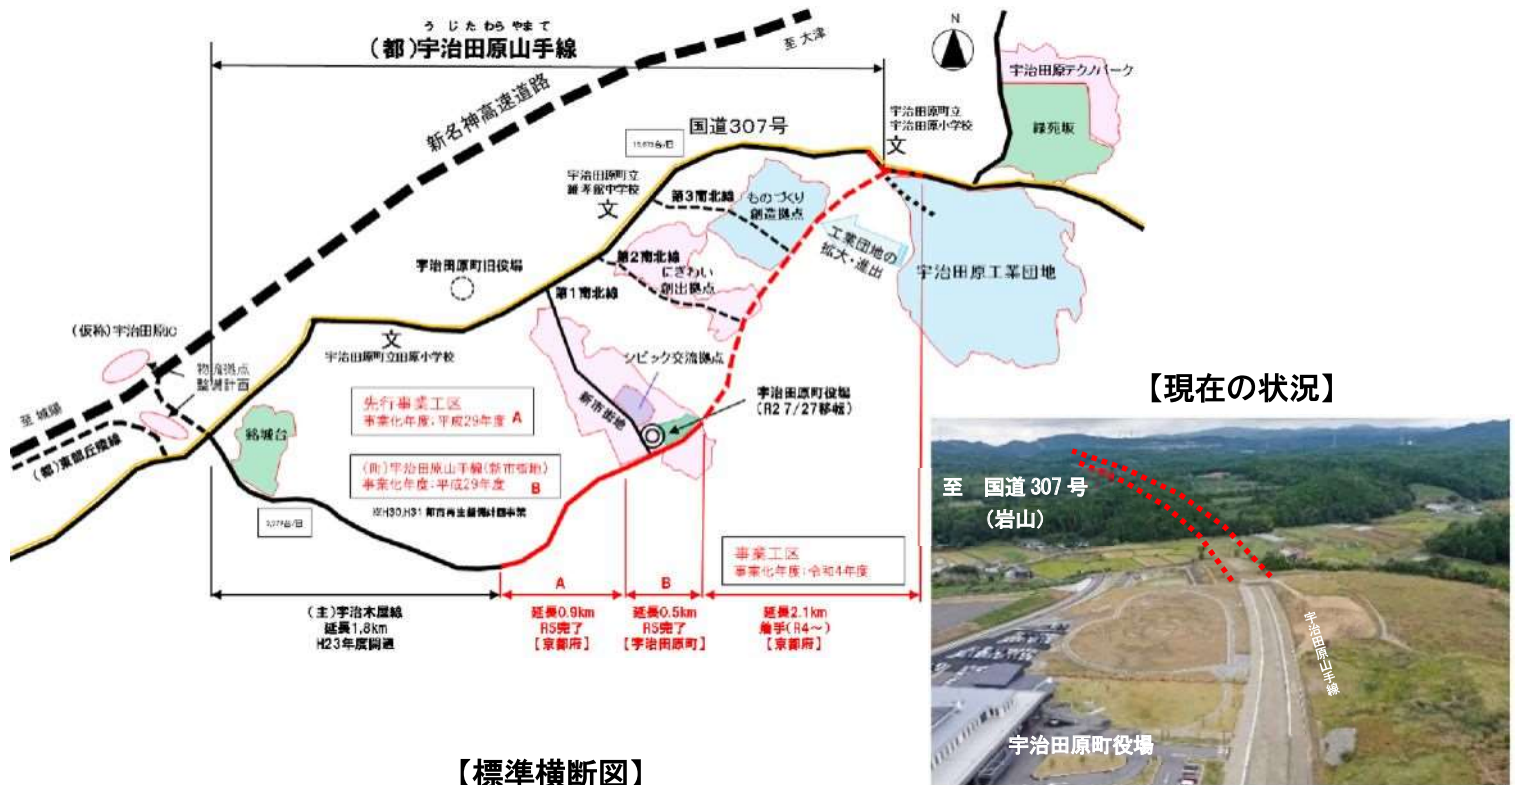 うじたわらやまて
(都)宇治田原山手線
至 大津
N
宇治田原テクノパーク
緑苑坂
新名神高速道路
国道307号
宇治田原町立
宇治田原小学校
文
宇治田原町立
維孝館中学校
文
第3南北線
ものづくり
創造拠点
工業団地の
拡大・進出
宇治田原工業団地
第2南北線
にぎわい
創出拠点
宇治田原町旧役場
第1南北線
(仮称)宇治田原IC
文
宇治田原町立田原小学校
物流拠点
整備計画
シビック交流拠点
新市街地
宇治田原町役場
(R2 7/27移転)
至 城陽
(都)東部丘陵線
銘城台
先行事業工区
事業化年度:平成29年度 A
(町)宇治田原山手線(新市街地)
事業化年度:平成29年度 B
※H30,H31 都市再生整備計画事業
事業工区
事業化年度:令和4年度
(主)宇治木屋線
延長1,8km
H23年度開通
A
延長0.9km
R5完了
【京都府】
B
延長0.5km
R5完了
【宇治田原町】
延長2.1km
着手(R4~)
【京都府】
【現在の状況】
至 国道307号
(岩山)
宇治田原山手線
宇治田原町役場
【標準横断図】